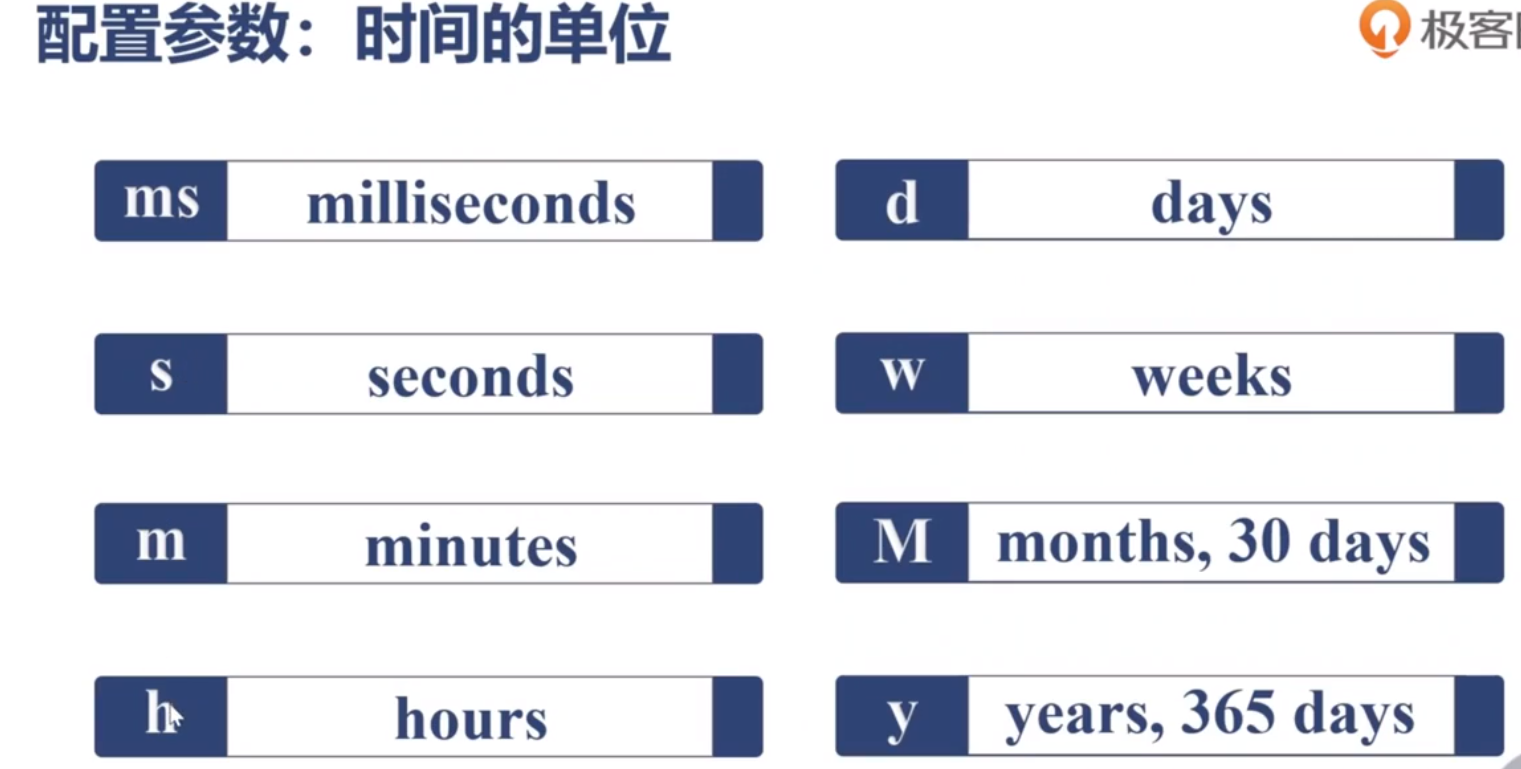 配置参数：时间的单位
极客
ms milliseconds
d days
s seconds
w weeks
m minutes
M months, 30 days
h hours
y years, 365 days